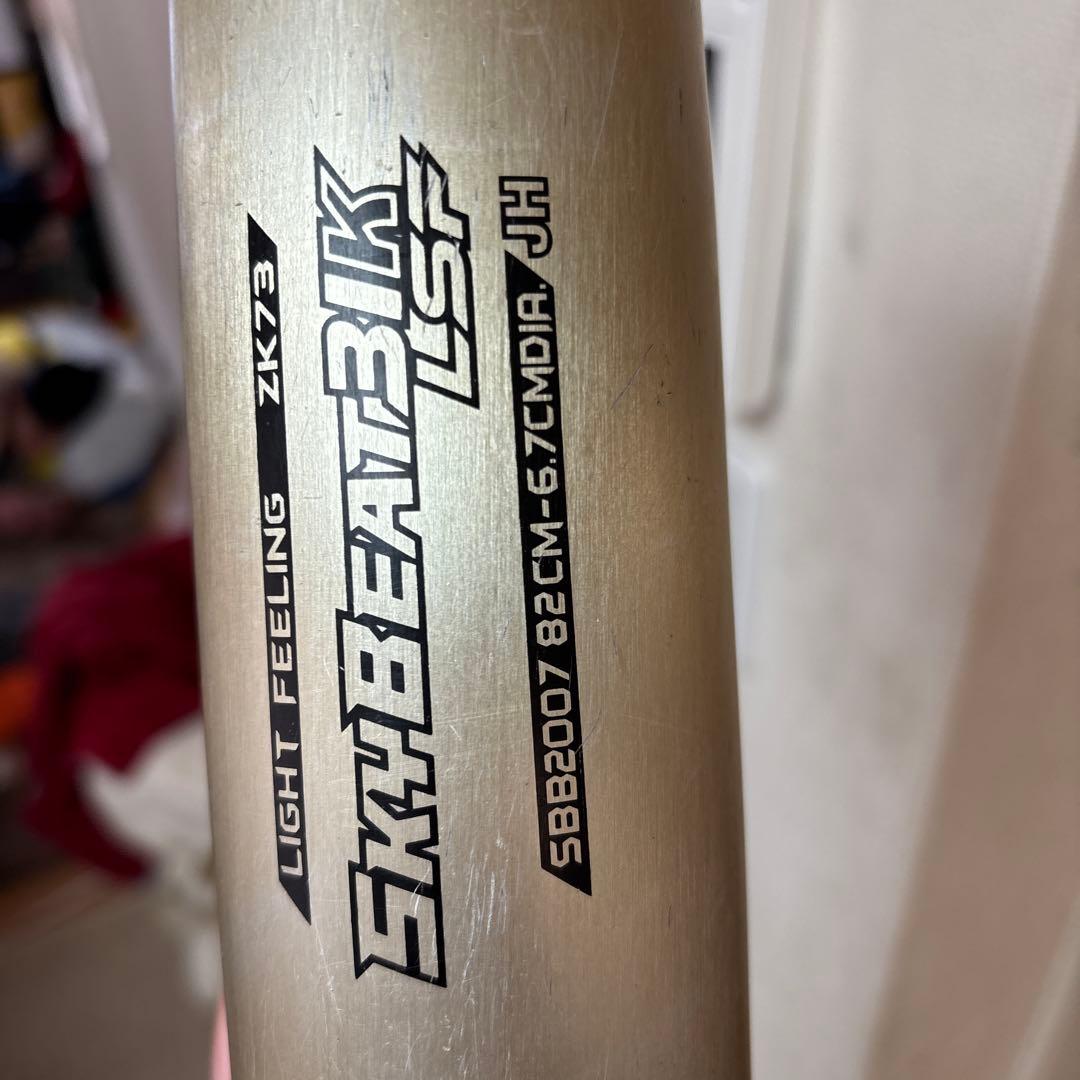 LIGHT FEELING ZK73
SKYBEAT31K
LSF
SBB2007 82CM-6.7CMDIA. JH